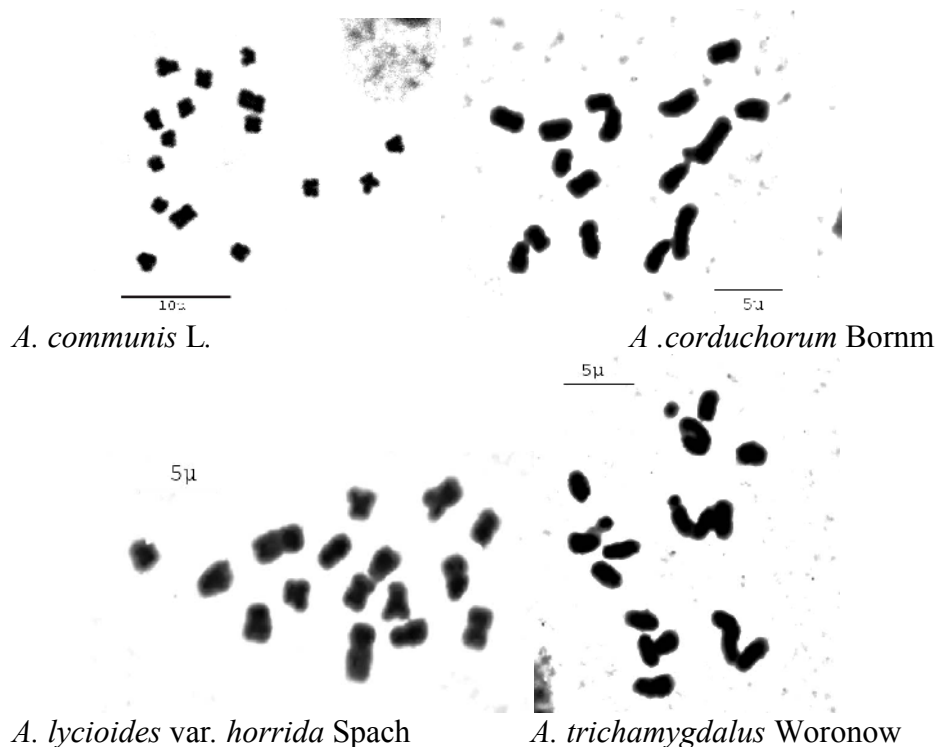 10u
5u
A. communis L.
A .corduchorum Bornm
5µ
5µ
A. lycioides var. horrida Spach
A. trichamygdalus Woronow